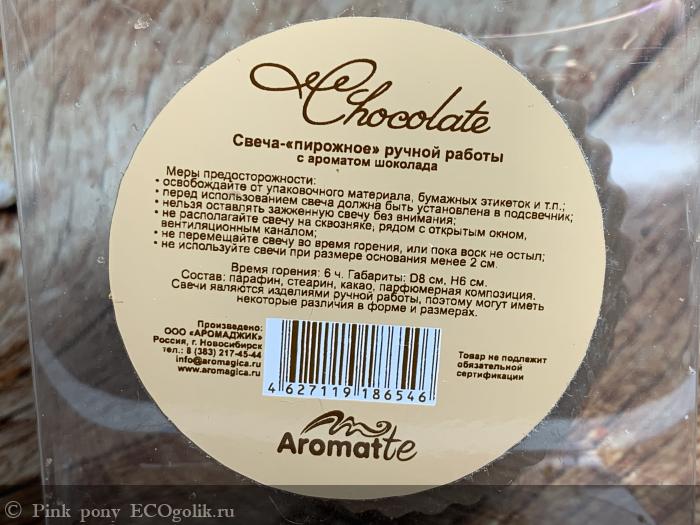 Chocolate
Свеча-«пирожное» ручной работы
с ароматом шоколада
Меры предосторожности:
• освобождайте от упаковочного материала, бумажных этикеток и т.п.;
• перед использованием свеча должна быть установлена в подсвечник;
• нельзя оставлять зажженную свечу без внимания;
• не располагайте свечу на сквозняке, рядом с открытым окном,
вентиляционным каналом;
• не перемещайте свечу во время горения, или пока воск не остыл;
• не используйте свечи при размере основания менее 2 см.
Время горения: 6 ч. Габариты: D8 см, H6 см.
Состав: парафин, стеарин, какао, парфюмерная композиция.
Свечи являются изделиями ручной работы, поэтому могут иметь
некоторые различия в форме и размерах.
Произведено:
ООО «АРОМАДЖИК»
Россия, г. Новосибирск
тел.: 8 (383) 217-45-44
info@aromagica.ru
www.aromagica.ru
4 627119 186546
Товар не подлежит
обязательной
сертификации
Aromatte
© Pink pony ECOgolik.ru